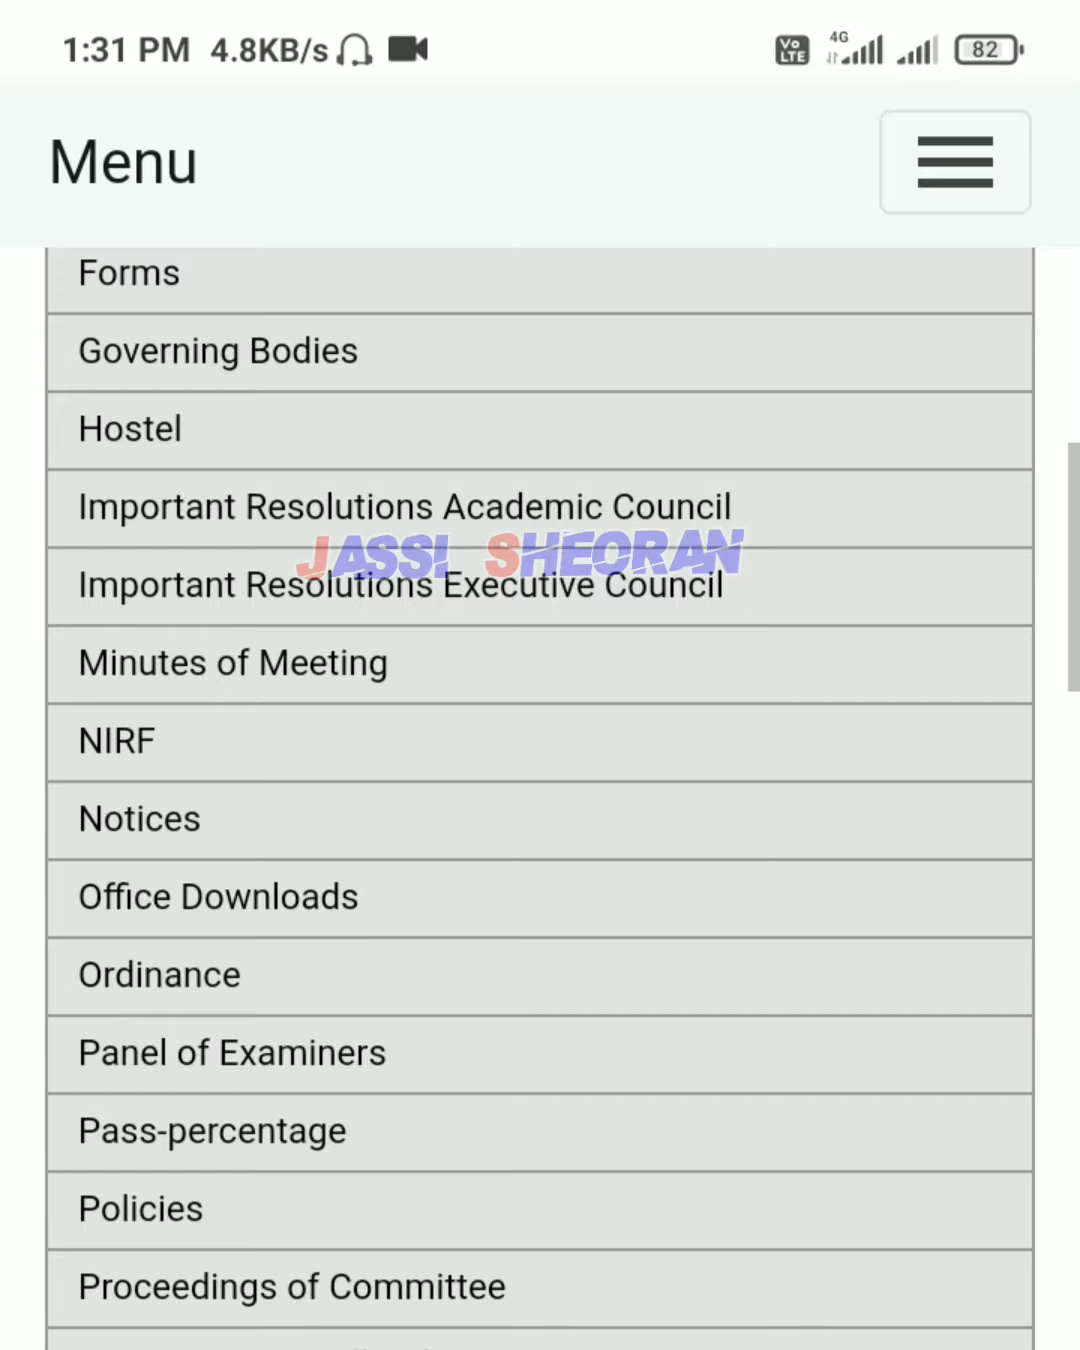 1:31 PM 4.8KB/s
Vo LTE 4G 82
Menu
Forms
Governing Bodies
Hostel
Important Resolutions Academic Council
JASSI SHEORAN
Important Resolutions Executive Council
Minutes of Meeting
NIRF
Notices
Office Downloads
Ordinance
Panel of Examiners
Pass-percentage
Policies
Proceedings of Committee